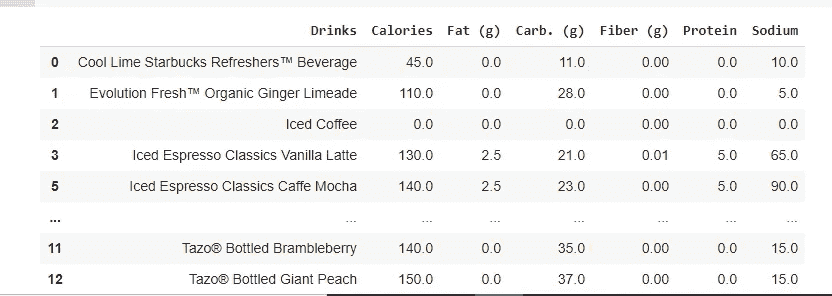 Drinks Calories Fat (g) Carb. (g) Fiber (g) Protein Sodium
0 Cool Lime Starbucks Refreshers™ Beverage 45.0 0.0 11.0 0.00 0.0 10.0
1 Evolution Fresh™ Organic Ginger Limeade 110.0 0.0 28.0 0.00 0.0 5.0
2 Iced Coffee 0.0 0.0 0.0 0.00 0.0 0.0
3 Iced Espresso Classics Vanilla Latte 130.0 2.5 21.0 0.01 5.0 65.0
5 Iced Espresso Classics Caffe Mocha 140.0 2.5 23.0 0.00 5.0 90.0
... ... ... ... ... ... ... ...
11 Tazo® Bottled Brambleberry 140.0 0.0 35.0 0.00 0.0 15.0
12 Tazo® Bottled Giant Peach 150.0 0.0 37.0 0.00 0.0 15.0